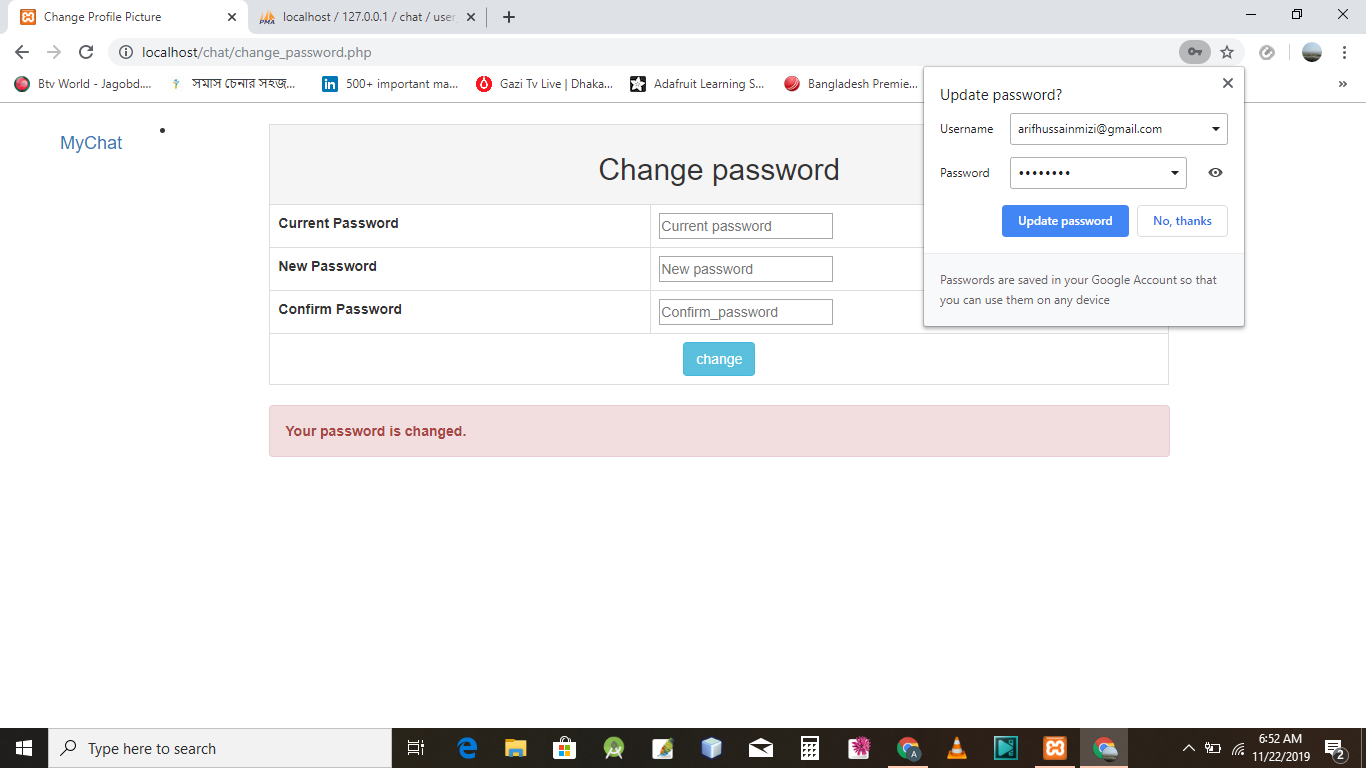 Change Profile Picture
localhost / 127.0.0.1 / chat / user
localhost/chat/change_password.php
Btv World - Jagobd....
সমাস চেনার সহজ...
500+ important ma...
Gazi Tv Live | Dhaka...
Adafruit Learning S...
Bangladesh Premie...
»
Update password?
Username arifhussainmizi@gmail.com
Password ••••••••
Update password No, thanks
Passwords are saved in your Google Account so that
you can use them on any device
MyChat
Change password
Current Password Current password
New Password New password
Confirm Password Confirm_password
change
Your password is changed.
Type here to search
6:52 AM
11/22/2019
2